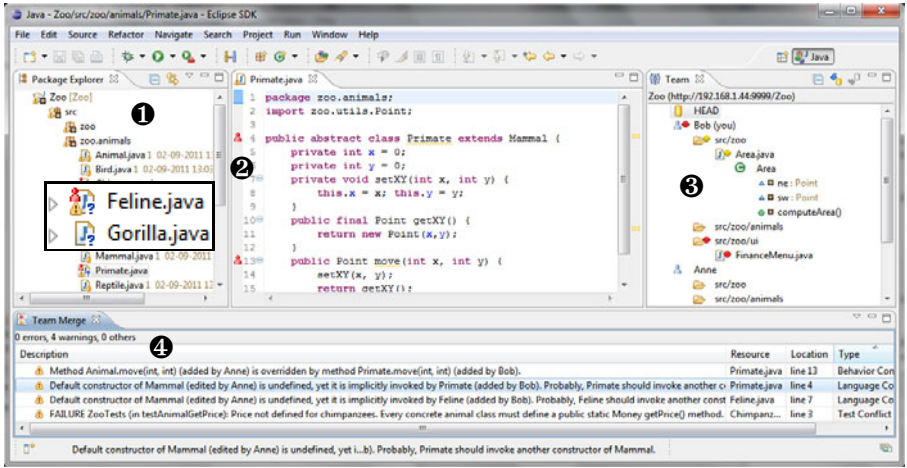 Java - Zoo/src/zoo/animals/Primate.java - Eclipse SDK
File Edit Source Refactor Navigate Search Project Run Window Help
Java
Package Explorer
Zoo [Zoo]
src
zoo
zoo.animals
Animal.java 1 02-09-2011
Bird.java 1 02-09-2011 13:03
Feline.java
Gorilla.java
Mammal.java 1 02-09-2011
Primate.java
Reptile.java 1 02-09-2011
1
2
Primate.java
1 package zoo.animals;
2 import zoo.utils.Point;
3
4 public abstract class Primate extends Mammal {
5 private int x = 0;
private int y = 0;
7 private void setXY(int x, int y) {
8 this.x = x; this.y = y;
9 }
10 public final Point getXY() {
11 return new Point(x,y);
12 }
13 public Point move(int x, int y) {
14 setXY(x, y);
15 return getXY();
Team
Zoo (http://192.168.1.44:9999/Zoo)
HEAD
Bob (you)
src/zoo
Area.java
Area
ne : Point
sw : Point
computeArea()
src/zoo/animals
src/zoo/ui
FinanceMenu.java
Anne
src/zoo
src/zoo/animals
3
Team Merge
0 errors, 4 warnings, 0 others
4
Description Resource Location Type
Method Animal.move(int, int) (added by Anne) is overridden by method Primate.move(int, int) (added by Bob). Primate.java line 13 Behavior Con
Default constructor of Mammal (edited by Anne) is undefined, yet it is implicitly invoked by Primate (added by Bob). Probably, Primate should invoke another c Primate.java line 4 Language Co
Default constructor of Mammal (edited by Anne) is undefined, yet it is implicitly invoked by Feline (added by Bob). Probably, Feline should invoke another const Feline.java line 7 Language Co
FAILURE ZooTests (in testAnimalGetPrice): Price not defined for chimpanzees. Every concrete animal class must define a public static Money getPrice() method. Chimpanz... line 3 Test Conflict
Default constructor of Mammal (edited by Anne) is undefined, yet i...b). Probably, Primate should invoke another constructor of Mammal.